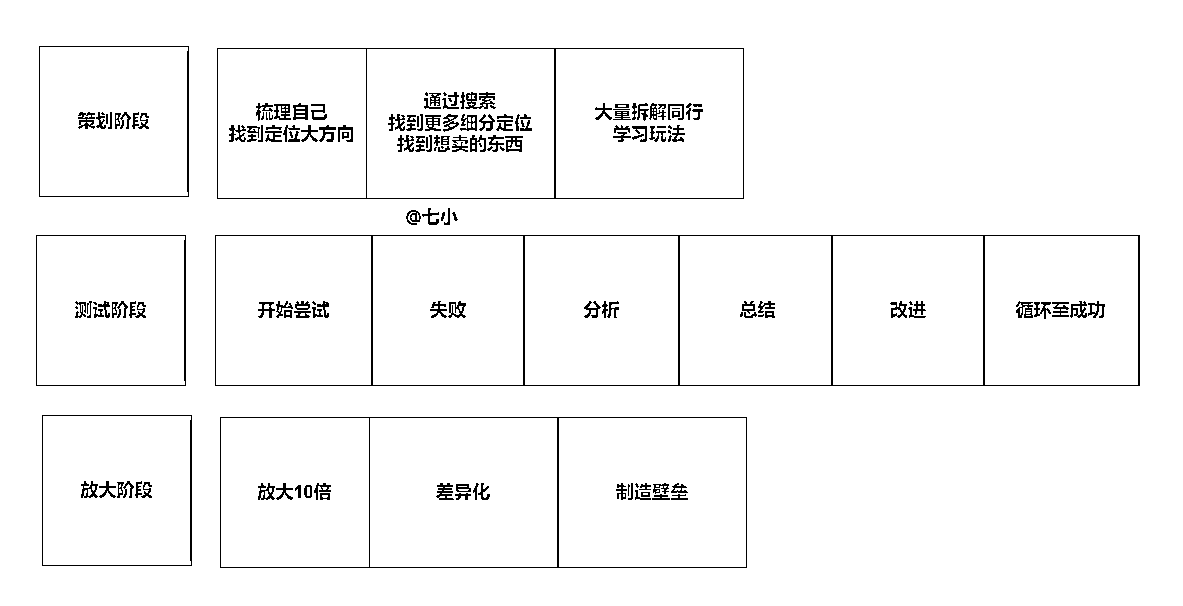 策划阶段
梳理自己
找到定位大方向
通过搜索
找到更多细分定位
找到想卖的东西
大量拆解同行
学习玩法
@七小
测试阶段
开始尝试
失败
分析
总结
改进
循环至成功
放大阶段
放大10倍
差异化
制造壁垒